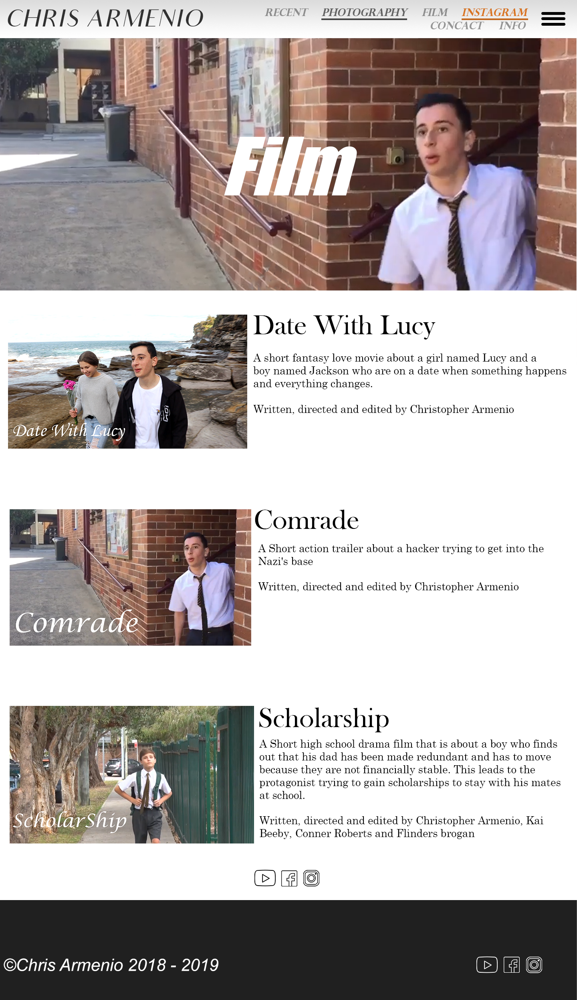 CHRIS ARMENIO
RECENT PHOTOGRAPHY FILM INSTAGRAM
CONCACT INFO
Film
Date With Lucy
Date With Lucy
A short fantasy love movie about a girl named Lucy and a
boy named Jackson who are on a date when something happens
and everything changes.
Written, directed and edited by Christopher Armenio
Comrade
Comrade
A Short action trailer about a hacker trying to get into the
Nazi's base
Written, directed and edited by Christopher Armenio
ScholarShip
Scholarship
A Short high school drama film that is about a boy who finds
out that his dad has been made redundant and has to move
because they are not financially stable. This leads to the
protagonist trying to gain scholarships to stay with his mates
at school.
Written, directed and edited by Christopher Armenio, Kai
Beeby, Conner Roberts and Flinders brogan
©Chris Armenio 2018 - 2019